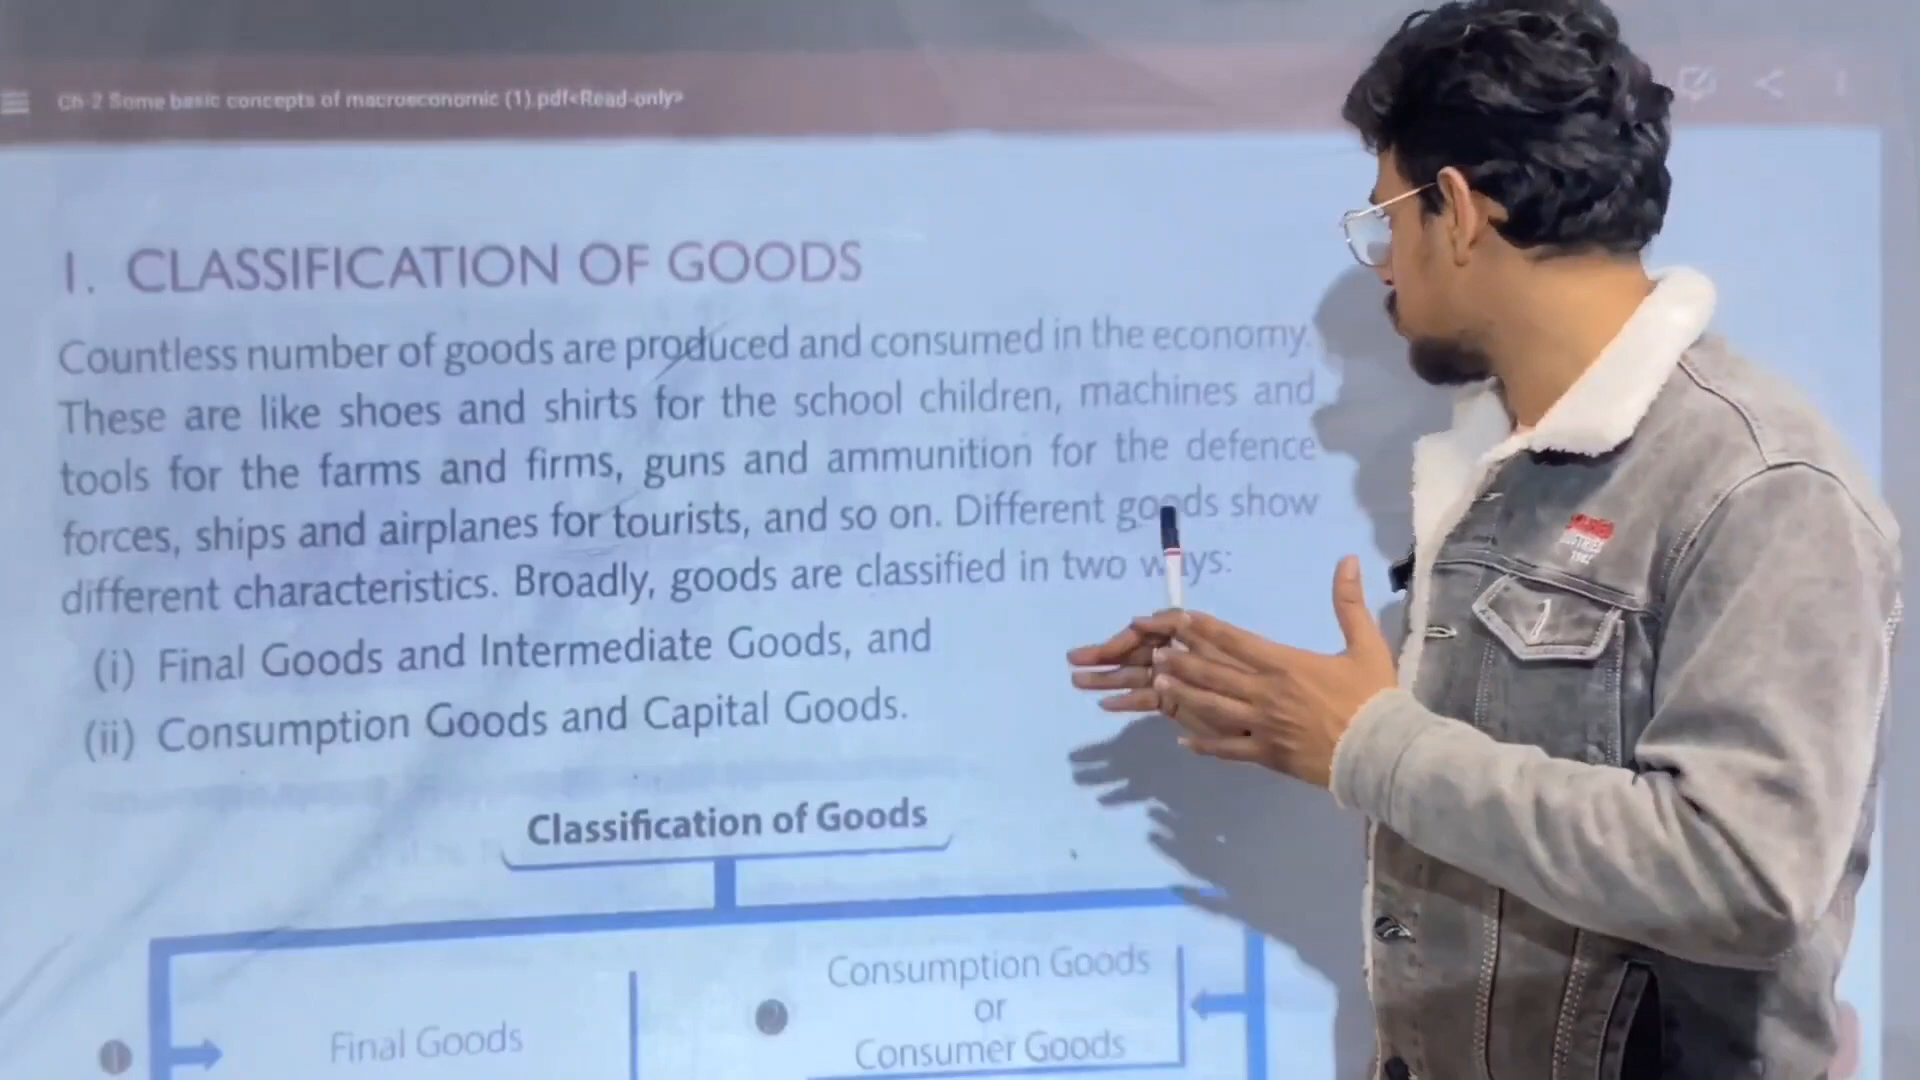 Ch 2 Some basic concepts of macroeconomic (1).pdf<Read-only>
1. CLASSIFICATION OF GOODS
Countless number of goods are produced and consumed in the economy.
These are like shoes and shirts for the school children, machines and
tools for the farms and firms, guns and ammunition for the defence
forces, ships and airplanes for tourists, and so on. Different goods show
different characteristics. Broadly, goods are classified in two ways:
(i) Final Goods and Intermediate Goods, and
(ii) Consumption Goods and Capital Goods.
Classification of Goods
1 Final Goods
2 Consumption Goods
or
Consumer Goods